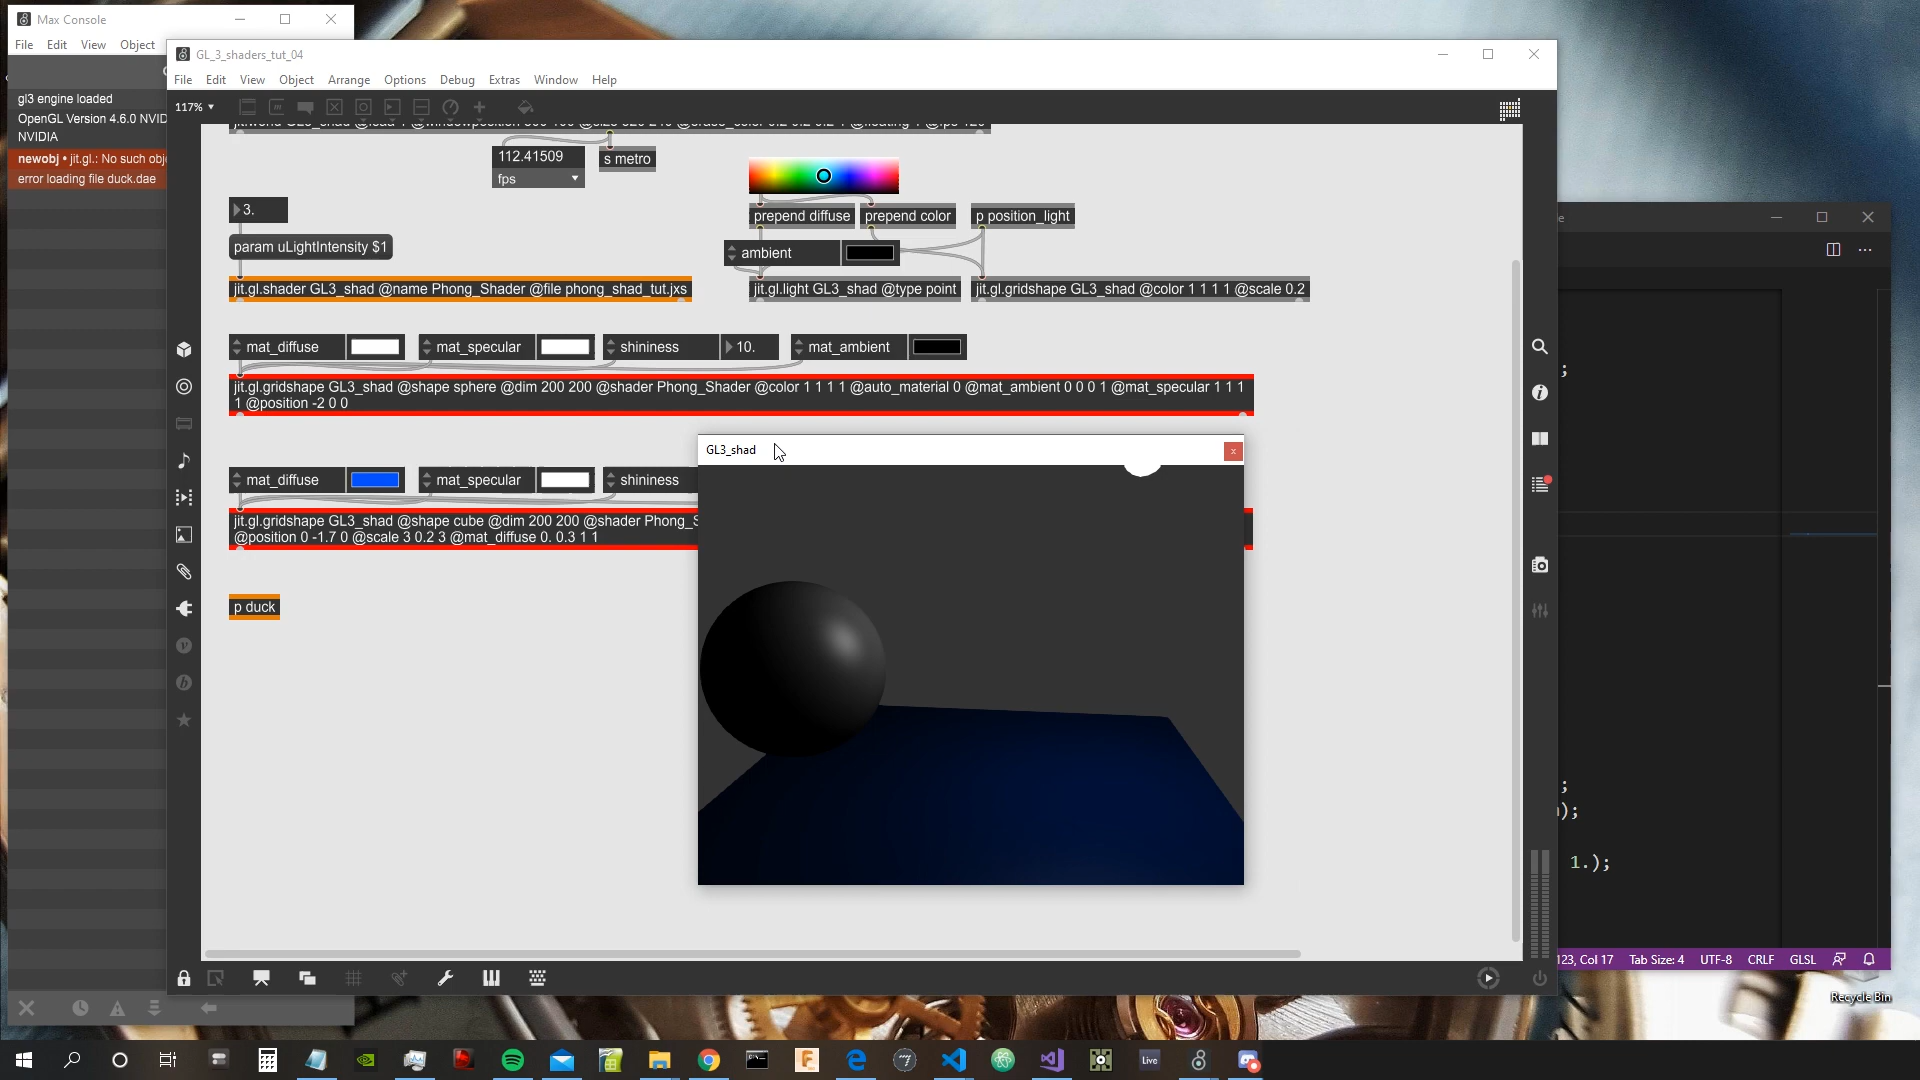 Max Console
File Edit View Object
gl3 engine loaded
OpenGL Version 4.6.0 NVID
NVIDIA
newobj • jit.gl.: No such obj
error loading file duck.dae
GL_3_shaders_tut_04
File Edit View Object Arrange Options Debug Extras Window Help
117%
112.41509
fps
s metro
3.
param uLightIntensity $1
jit.gl.shader GL3_shad @name Phong_Shader @file phong_shad_tut.jxs
prepend diffuse
prepend color
p position_light
ambient
jit.gl.light GL3_shad @type point
jit.gl.gridshape GL3_shad @color 1 1 1 1 @scale 0.2
mat_diffuse
mat_specular
shininess
10.
mat_ambient
jit.gl.gridshape GL3_shad @shape sphere @dim 200 200 @shader Phong_Shader @color 1 1 1 1 @auto_material 0 @mat_ambient 0 0 0 1 @mat_specular 1 1 1
1 @position -2 0 0
mat_diffuse
mat_specular
shininess
jit.gl.gridshape GL3_shad @shape cube @dim 200 200 @shader Phong_S
@position 0 -1.7 0 @scale 3 0.2 3 @mat_diffuse 0. 0.3 1 1
p duck
GL3_shad
x
;
;
);
1.);
123, Col 17 Tab Size: 4 UTF-8 CRLF GLSL
Recycle Bin
Live